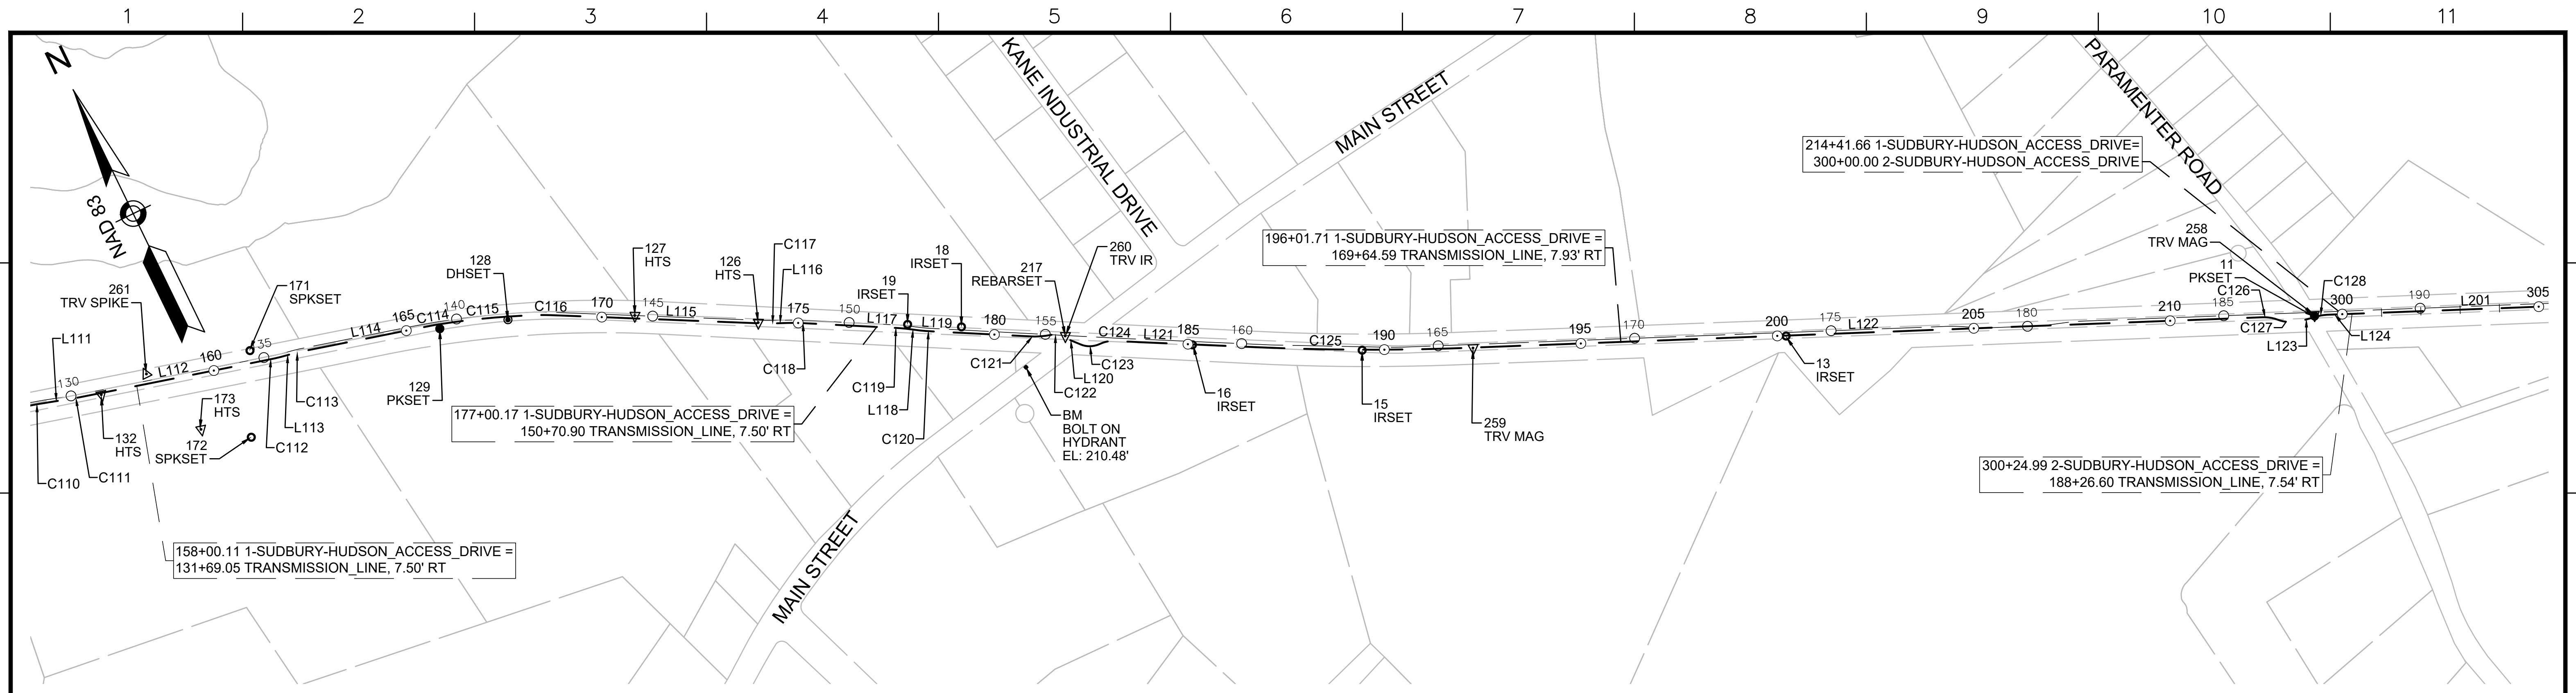 1 2 3 4 5 6 7 8 9 10 11
N
NAD 83
KANE INDUSTRIAL DRIVE
MAIN STREET
PARAMENTER ROAD
214+41.66 1-SUDBURY-HUDSON_ACCESS_DRIVE=
300+00.00 2-SUDBURY-HUDSON_ACCESS_DRIVE
196+01.71 1-SUDBURY-HUDSON_ACCESS_DRIVE =
169+64.59 TRANSMISSION_LINE, 7.93' RT
261
TRV SPIKE
171
SPKSET
128
DHSET
127
HTS
126
HTS
C117
L116
19
IRSET
18
IRSET
217
REBARSET
260
TRV IR
258
TRV MAG
11
PKSET
C126
C128
L111
130
L112
160
135
L114
165
C114
140
C115
C116
170
145
L115
175
150
L117
L119
180
155
C124
L121
185
160
C125
190
165
195
170
200
175
L122
205
180
210
185
300
190
L201
305
C110
C111
132
HTS
173
HTS
172
SPKSET
C112
L113
C113
129
PKSET
C118
C119
L118
C120
C121
C122
L120
C123
16
IRSET
15
IRSET
259
TRV MAG
13
IRSET
C127
L123
L124
177+00.17 1-SUDBURY-HUDSON_ACCESS_DRIVE =
150+70.90 TRANSMISSION_LINE, 7.50' RT
BM
BOLT ON
HYDRANT
EL: 210.48'
300+24.99 2-SUDBURY-HUDSON_ACCESS_DRIVE =
188+26.60 TRANSMISSION_LINE, 7.54' RT
158+00.11 1-SUDBURY-HUDSON_ACCESS_DRIVE =
131+69.05 TRANSMISSION_LINE, 7.50' RT
MAIN STREET